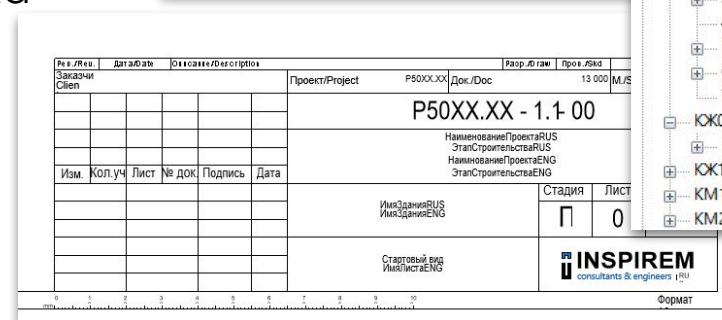 Рев./Rev. Дата/Date Описание/Description Разр./Draw Пров./Skd
Заказчи
Clien
Проект/Project P50XX.XX Док./Doc 13 000 М./S
P50XX.XX - 1.1- 00
НаименованиеПроектаRUS
ЭтапСтроительстваRUS
НаимнованиеПроектаENG
ЭтапСтроительстваENG
Изм. Кол.уч Лист № док. Подпись Дата
Стадия Лист
ИмяЗданияRUS
ИмяЗданияENG
П 0
Стартовый вид
ИмяЛистаENG
INSPIREM
consultants & engineers RU
mm 0 1 2 3 4 5 6 7 8 9 10
Формат
КЖ0
КЖ1
КМ1
КМ2